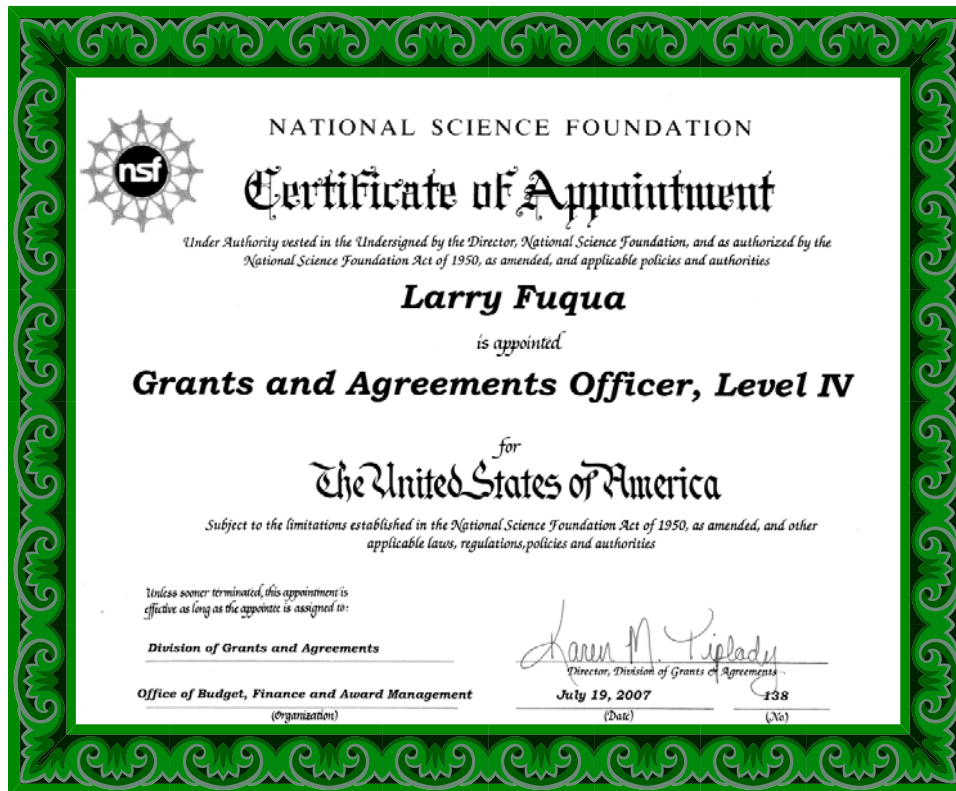 nsf
NATIONAL SCIENCE FOUNDATION
Certificate of Appointment
Under Authority vested in the Undersigned by the Director, National Science Foundation, and as authorized by the
National Science Foundation Act of 1950, as amended, and applicable policies and authorities
Larry Fuqua
is appointed
Grants and Agreements Officer, Level IV
for
The United States of America
Subject to the limitations established in the National Science Foundation Act of 1950, as amended, and other
applicable laws, regulations, policies and authorities
Unless sooner terminated, this appointment is
effective as long as the appointee is assigned to:
Division of Grants and Agreements
Karen M. Tiplady
Director, Division of Grants & Agreements
Office of Budget, Finance and Award Management July 19, 2007 138
(Organization) (Date) (No)